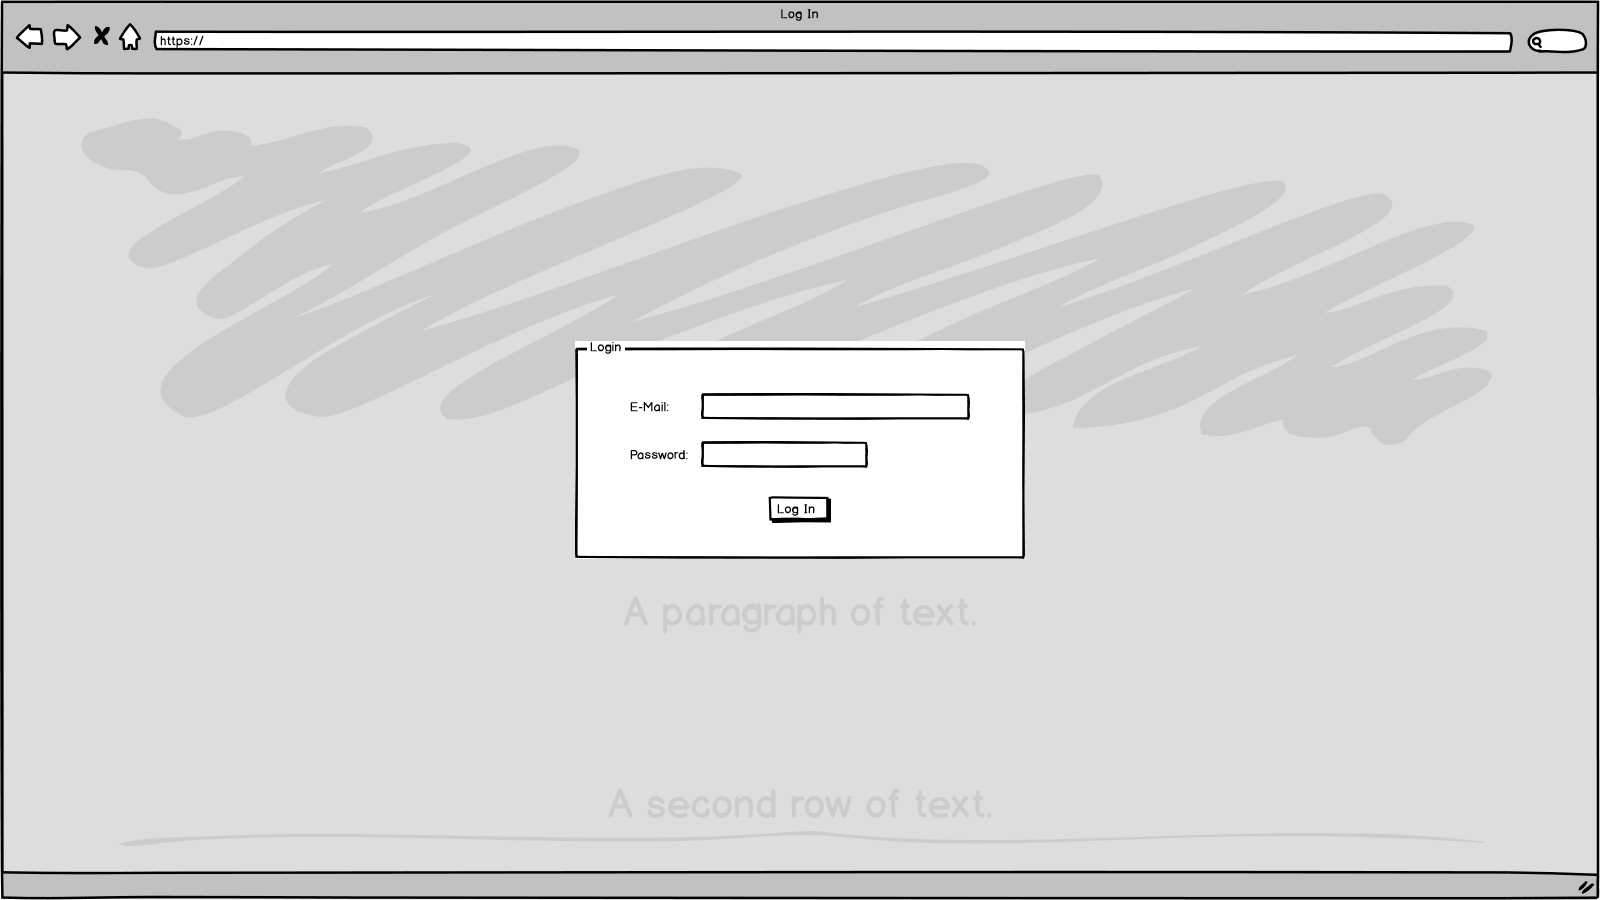 Log In
https://
Login
E-Mail:
Password:
Log In
A paragraph of text.
A second row of text.